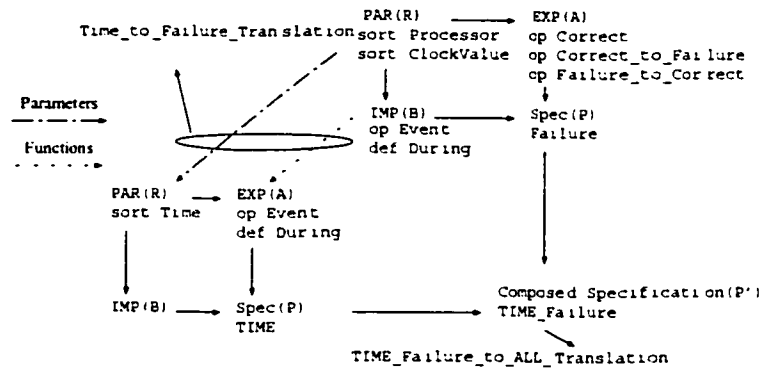 PAR(R)
EXP(A)
Time_to_Failure_Translation
sort Processor
op Correct
sort ClockValue
op Correct_to_Failure
op Failure_to_Correct
Parameters
IMP(B)
Spec(P)
op Event
Failure
def During
Functions
PAR(R)
EXP(A)
sort Time
op Event
def During
IMP(B)
Spec(P)
TIME
Composed Specification(P')
TIME_Failure
TIME_Failure_to_ALL_Translation